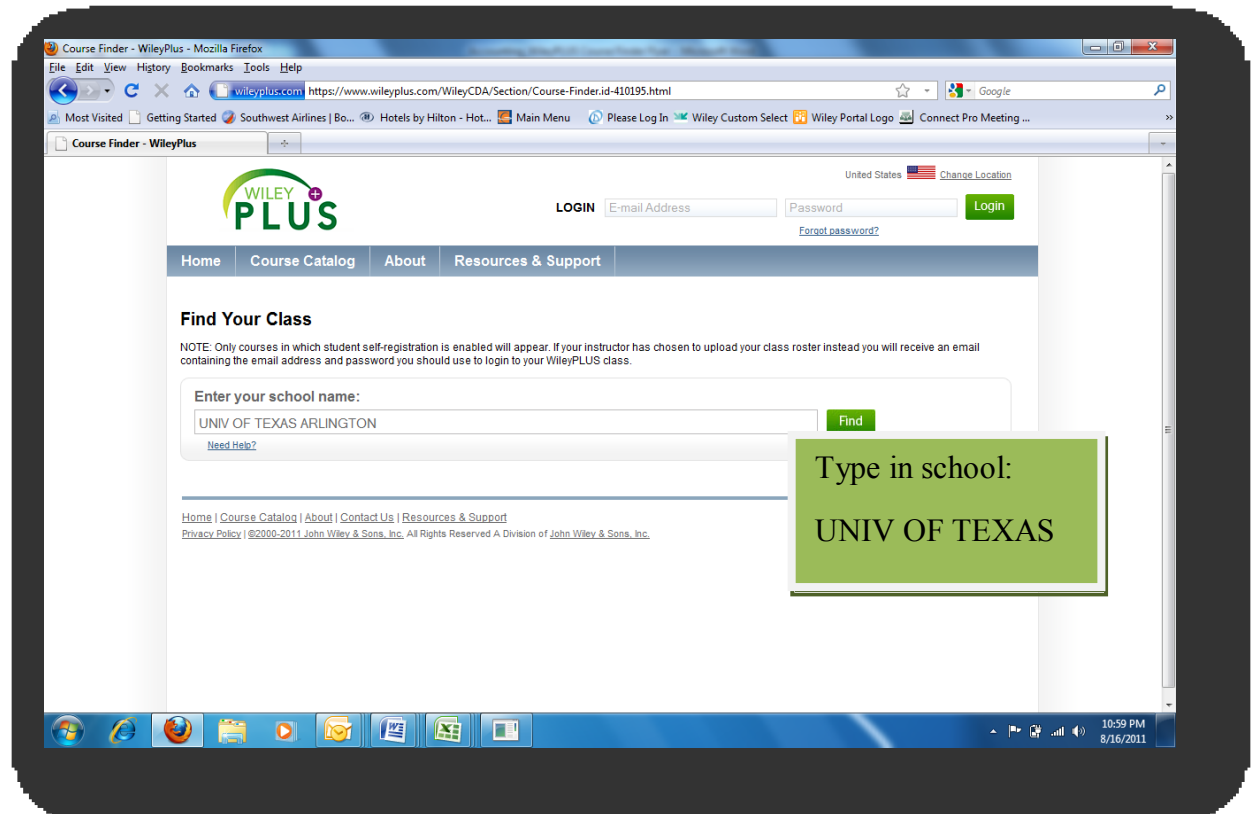 Course Finder - WileyPlus - Mozilla Firefox
File Edit View History Bookmarks Tools Help
wileyplus.com https://www.wileyplus.com/WileyCDA/Section/Course-Finder.id-410195.html
Google
Most Visited Getting Started Southwest Airlines | Bo... Hotels by Hilton - Hot... Main Menu Please Log In Wiley Custom Select Wiley Portal Logo Connect Pro Meeting ... »
Course Finder - WileyPlus
United States Change Location
WILEY
PLUS
LOGIN E-mail Address Password Login
Forgot password?
Home Course Catalog About Resources & Support
Find Your Class
NOTE: Only courses in which student self-registration is enabled will appear. If your instructor has chosen to upload your class roster instead you will receive an email
containing the email address and password you should use to login to your WileyPLUS class.
Enter your school name:
UNIV OF TEXAS ARLINGTON Find
Need Help?
Type in school:
UNIV OF TEXAS
Home | Course Catalog | About | Contact Us | Resources & Support
Privacy Policy | ©2000-2011 John Wiley & Sons, Inc. All Rights Reserved A Division of John Wiley & Sons, Inc.
10:59 PM
8/16/2011